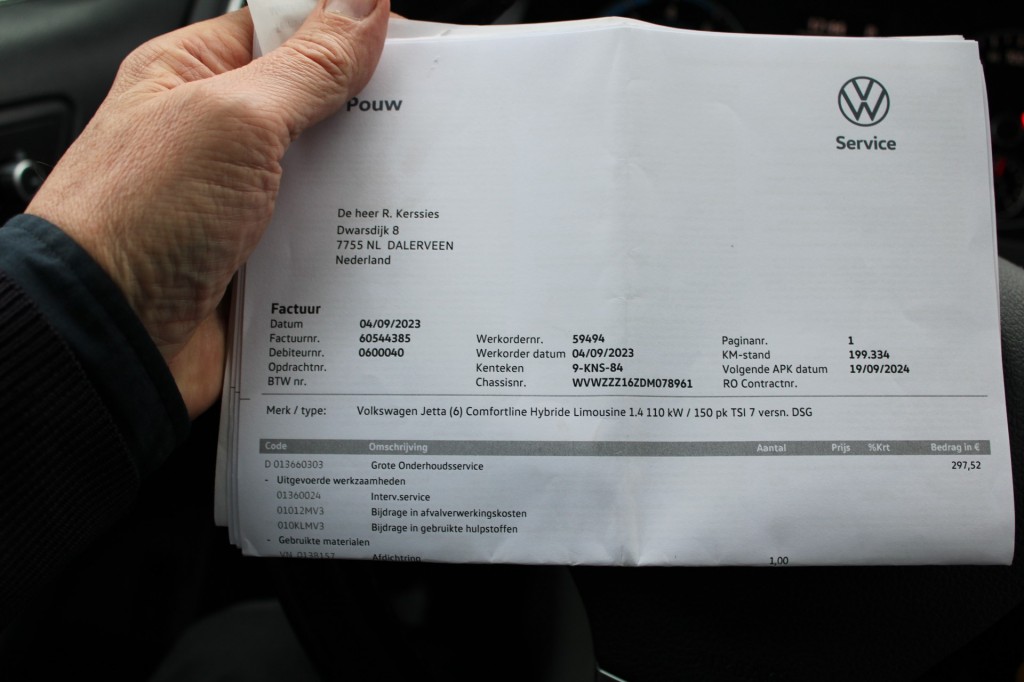 Pouw
Service
De heer R. Kerssies
Dwarsdijk 8
7755 NL DALERVEEN
Nederland
Factuur
Datum 04/09/2023
Factuurnr. 60544385 Werkordernr. 59494 Paginanr. 1
Debiteurnr. 0600040 Werkorder datum 04/09/2023 KM-stand 199.334
Opdrachtnr. Kenteken 9-KNS-84 Volgende APK datum 19/09/2024
BTW nr. Chassisnr. WVWZZZ16ZDM078961 RO Contractnr.
Merk / type: Volkswagen Jetta (6) Comfortline Hybride Limousine 1.4 110 kW / 150 pk TSI 7 versn. DSG
Code Omschrijving Aantal Prijs %Krt Bedrag in €
D 013660303 Grote Onderhoudsservice 297,52
- Uitgevoerde werkzaamheden
01360024 Interv.service
01012MV3 Bijdrage in afvalverwerkingskosten
010KLMV3 Bijdrage in gebruikte hulpstoffen
- Gebruikte materialen
VN 0138157 Afdichtring 1,00